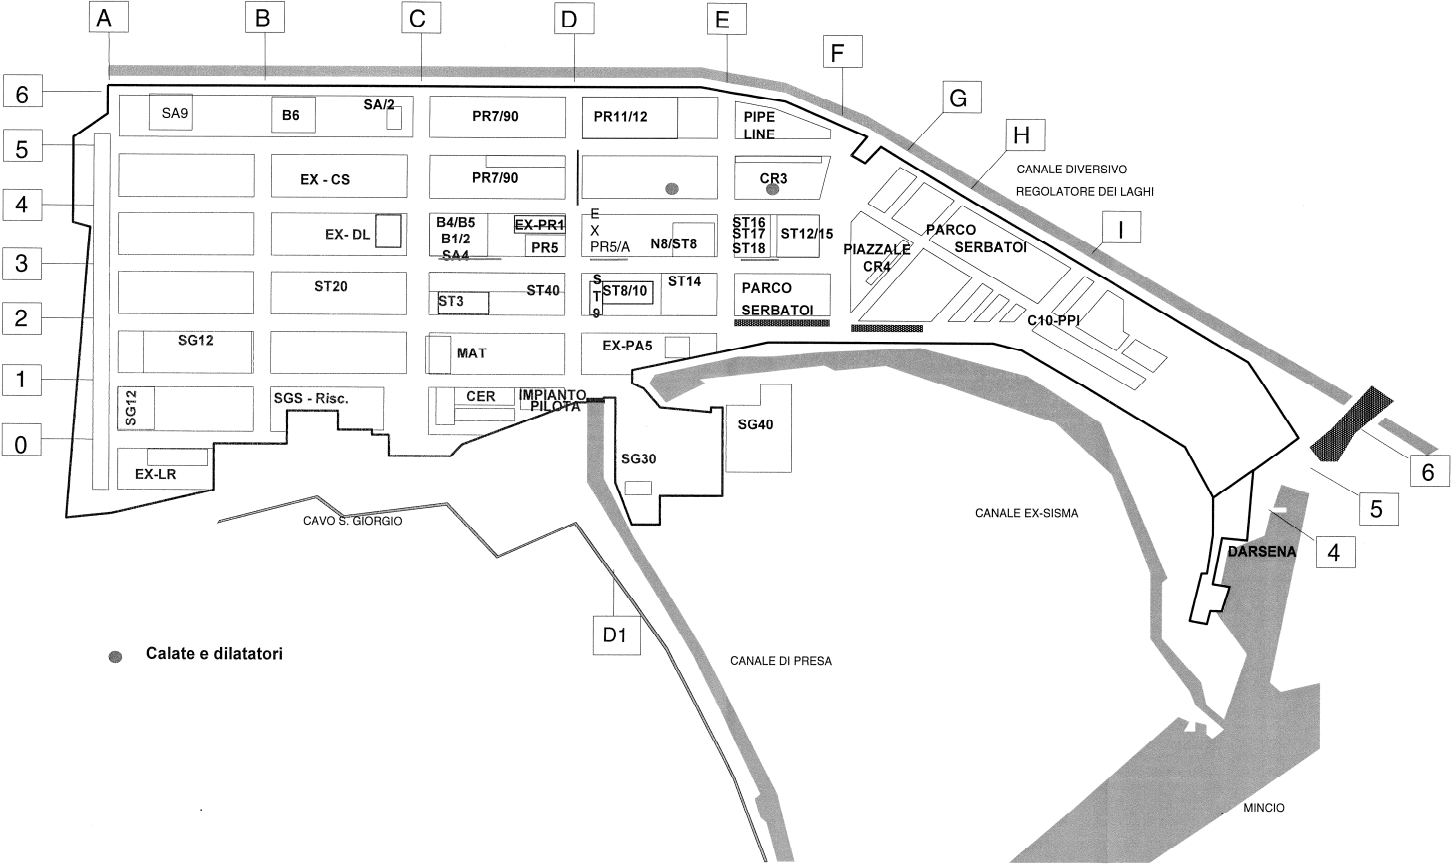 A
B
C
D
E
F
G
H
I
6
5
4
3
2
1
0
SA9
B6
SA/2
PR7/90
PR11/12
PIPE
LINE
EX - CS
PR7/90
CR3
CANALE DIVERSIVO
REGOLATORE DEI LAGHI
EX- DL
B4/B5
B1/2
SA4
EX-PR1
PR5
E
X
PR5/A
N8/ST8
ST16
ST17
ST18
ST12/15
PIAZZALE
CR4
PARCO
SERBATOI
ST20
ST3
ST40
S
T
9
ST8/10
ST14
PARCO
SERBATOI
C10-PPI
SG12
MAT
EX-PA5
SG12
SGS - Risc.
CER
IMPIANTO
PILOTA
SG40
EX-LR
SG30
6
5
4
CAVO S. GIORGIO
CANALE EX-SISMA
DARSENA
D1
Calate e dilatatori
CANALE DI PRESA
MINCIO